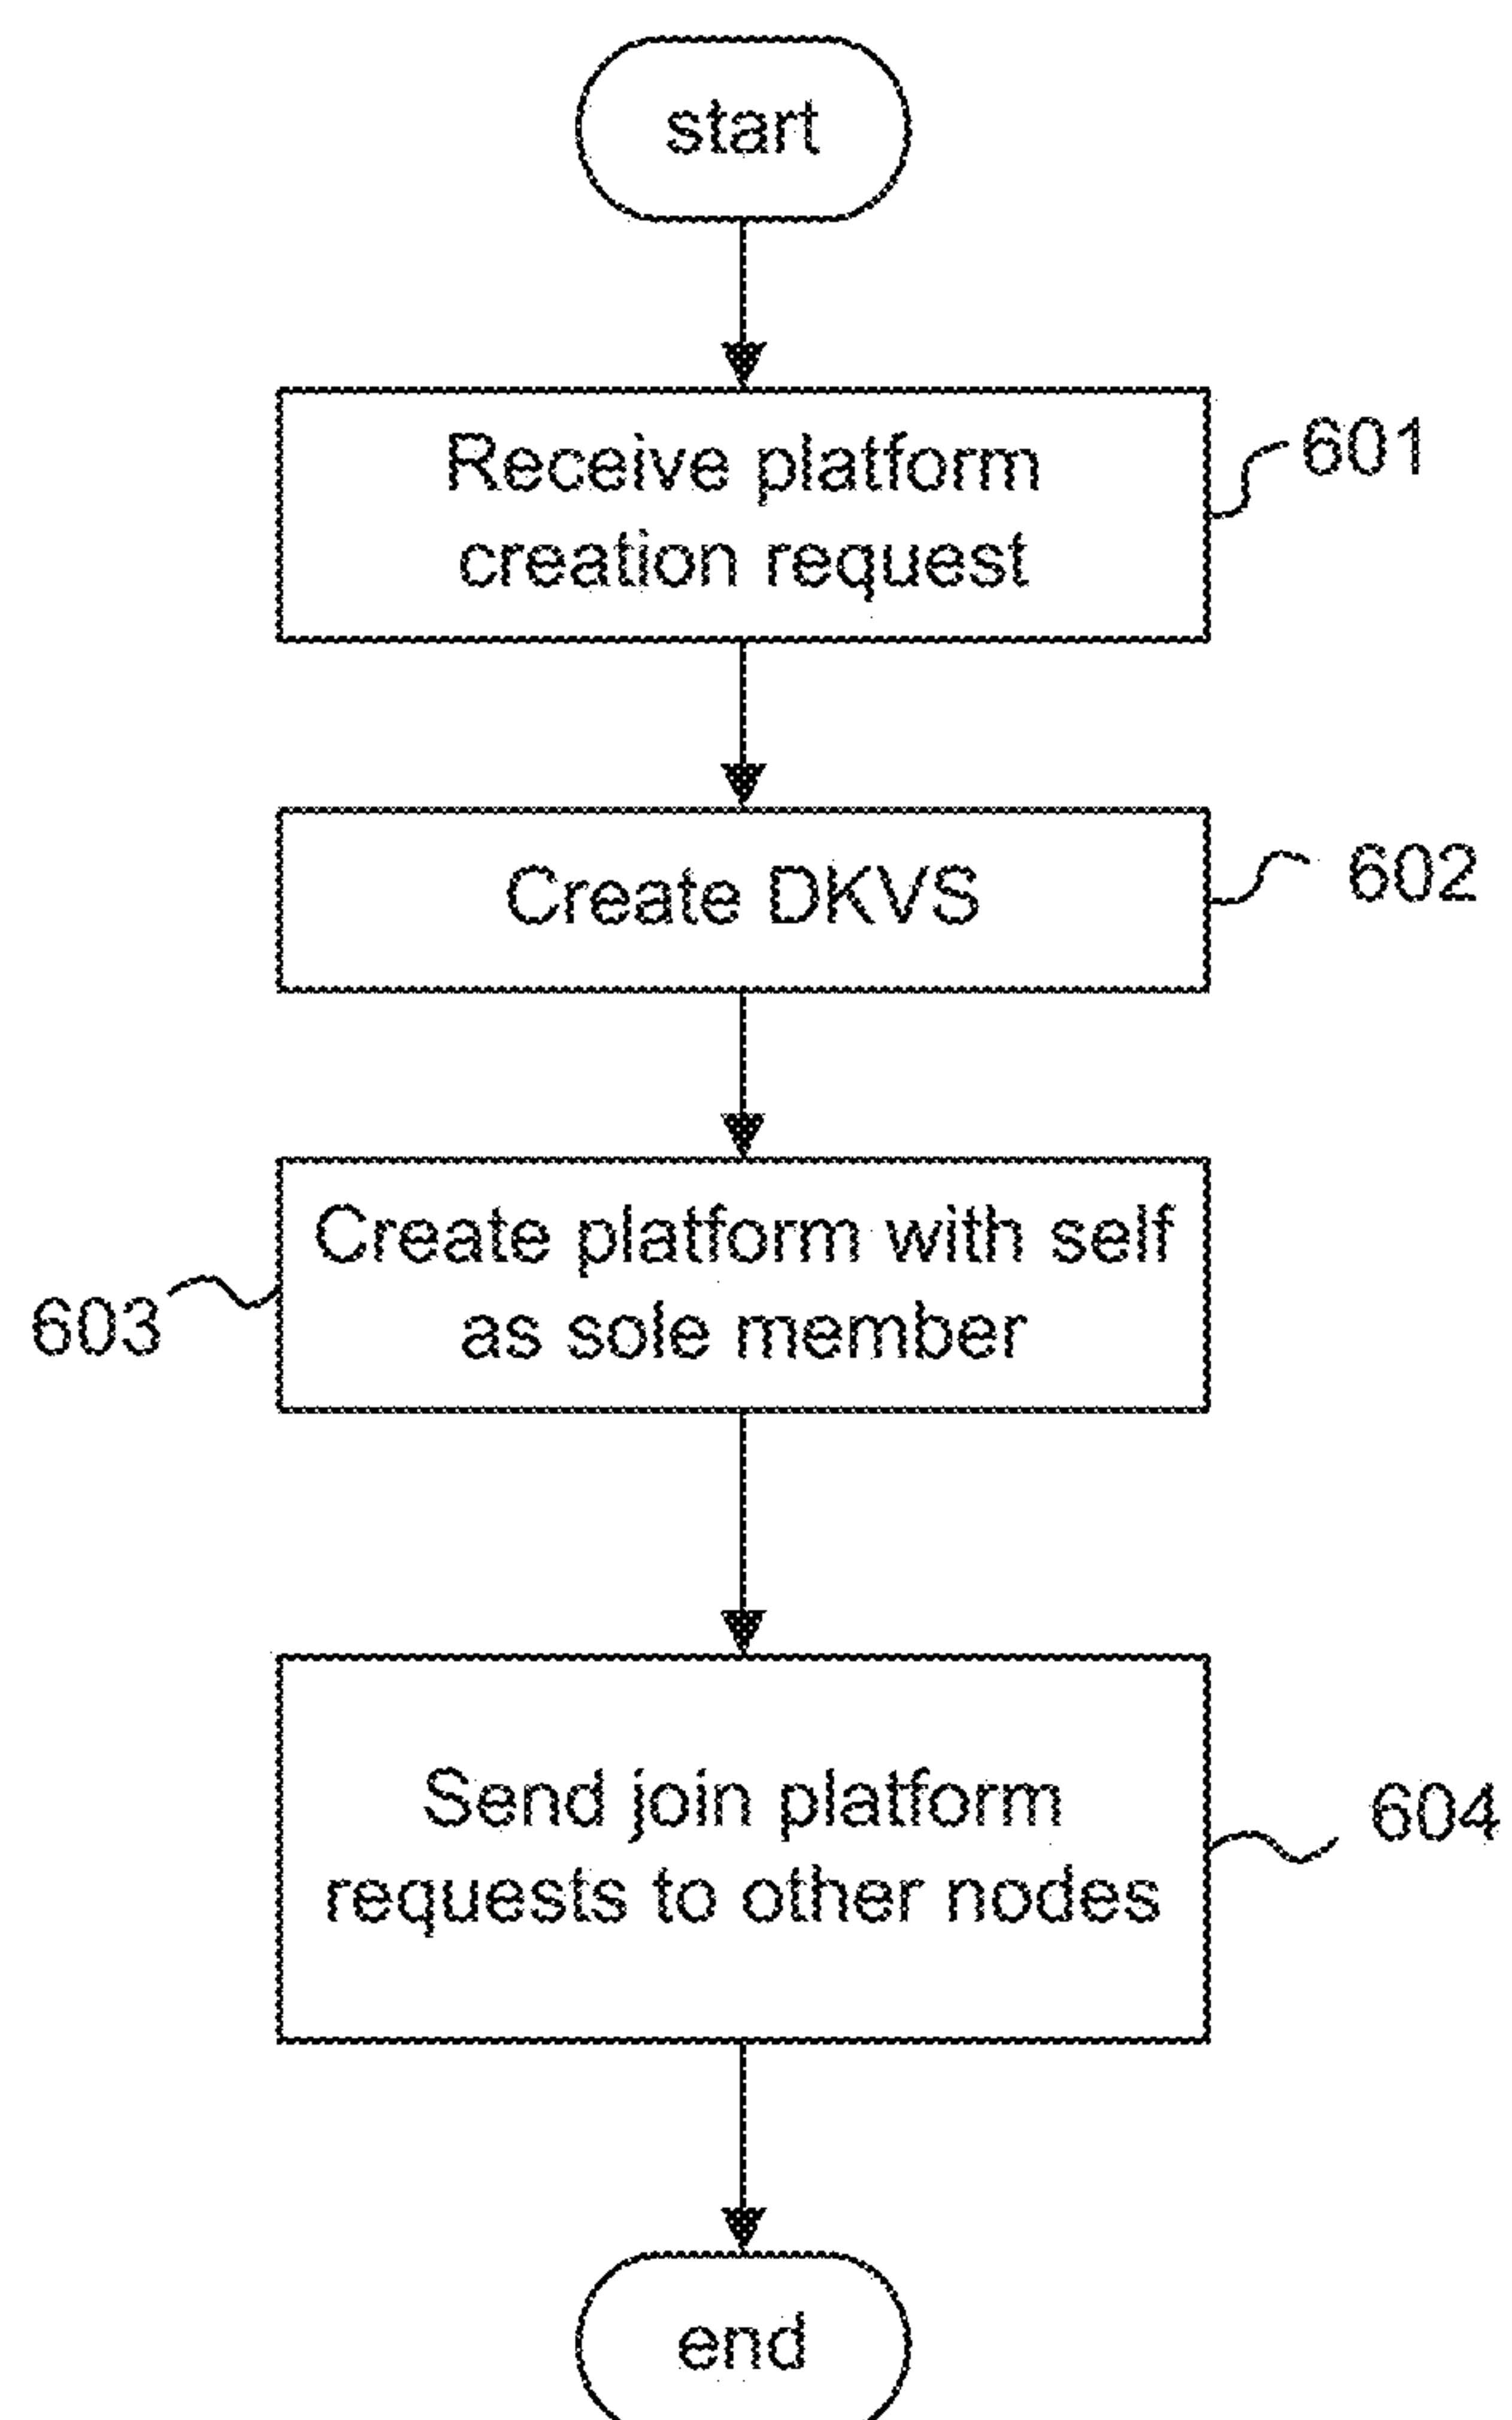 start
Receive platform
creation request
601
Create DKVS
602
Create platform with self
as sole member
603
Send join platform
requests to other nodes
604
end